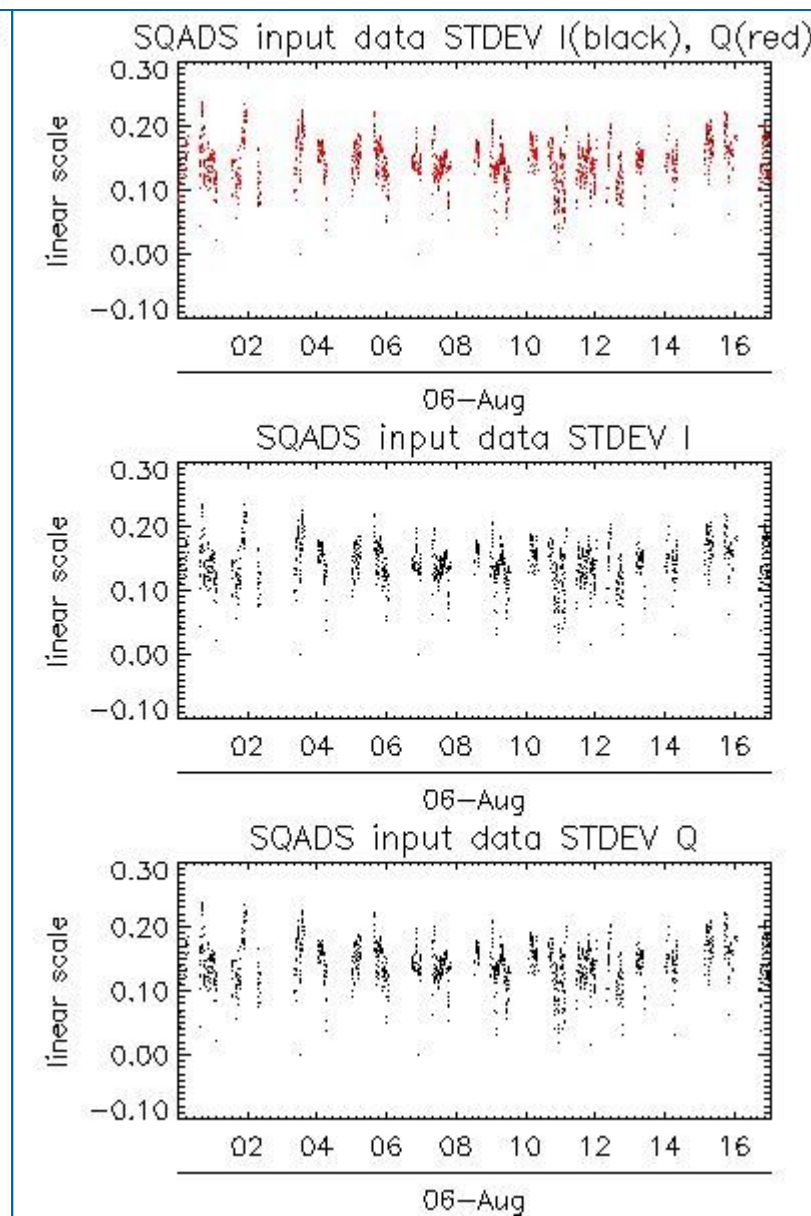 SQADS input data STDEV I(black), Q(red)
0.30
0.20
0.10
0.00
-0.10
linear scale
02 04 06 08 10 12 14 16
06-Aug
SQADS input data STDEV I
0.30
0.20
0.10
0.00
-0.10
linear scale
02 04 06 08 10 12 14 16
06-Aug
SQADS input data STDEV Q
0.30
0.20
0.10
0.00
-0.10
linear scale
02 04 06 08 10 12 14 16
06-Aug